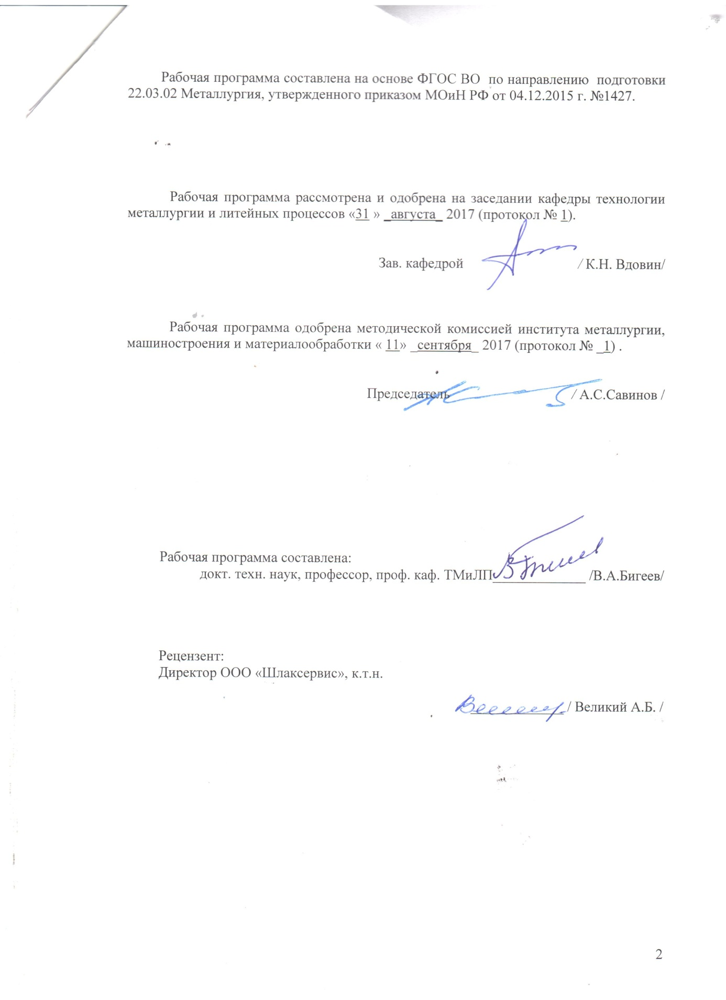 Рабочая программа составлена на основе ФГОС ВО по направлению подготовки
22.03.02 Металлургия, утвержденного приказом МОиН РФ от 04.12.2015 г. №1427.
Рабочая программа рассмотрена и одобрена на заседании кафедры технологии
металлургии и литейных процессов «31 » _августа_ 2017 (протокол № 1).
Зав. кафедрой / К.Н. Вдовин/
Рабочая программа одобрена методической комиссией института металлургии,
машиностроения и материалообработки « 11» _сентября_ 2017 (протокол № _1) .
Председатель / А.С.Савинов /
Рабочая программа составлена:
докт. техн. наук, профессор, проф. каф. ТМиЛП_____________ /В.А.Бигеев/
Рецензент:
Директор ООО «Шлаксервис», к.т.н.
_____________/ Великий А.Б. /
2